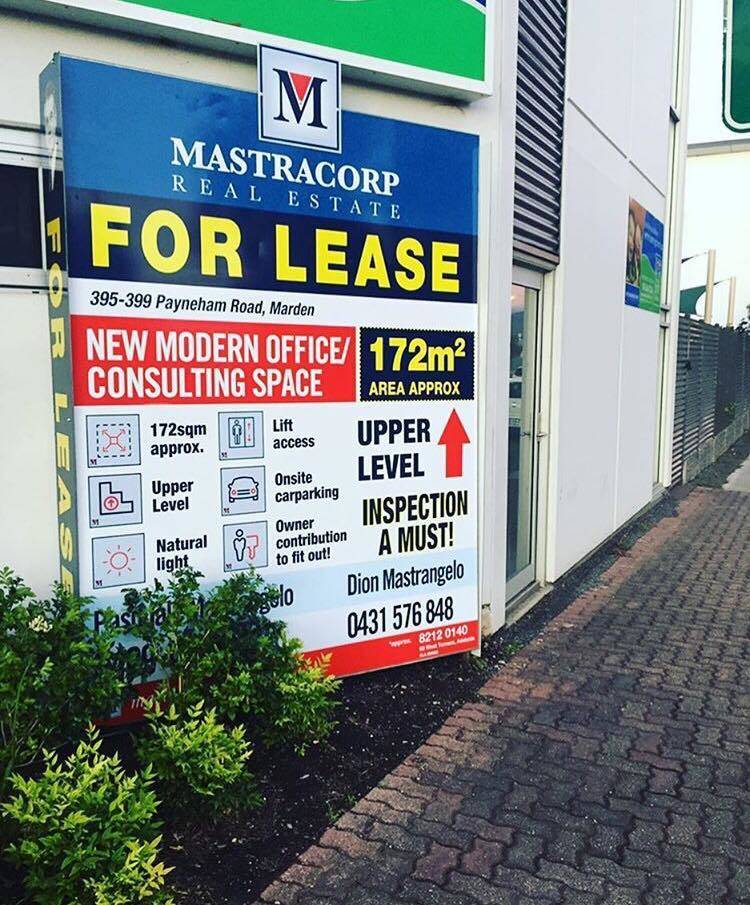 M
MASTRACORP
REAL ESTATE
FOR LEASE
395-399 Payneham Road, Marden
NEW MODERN OFFICE/
CONSULTING SPACE
172m²
AREA APPROX
172sqm
approx.
Lift
access
Upper
Level
Onsite
carparking
Natural
light
Owner
contribution
to fit out!
UPPER
LEVEL
INSPECTION
A MUST!
Dion Mastrangelo
0431 576 848
*approx. 8212 0140
FOR LEASE